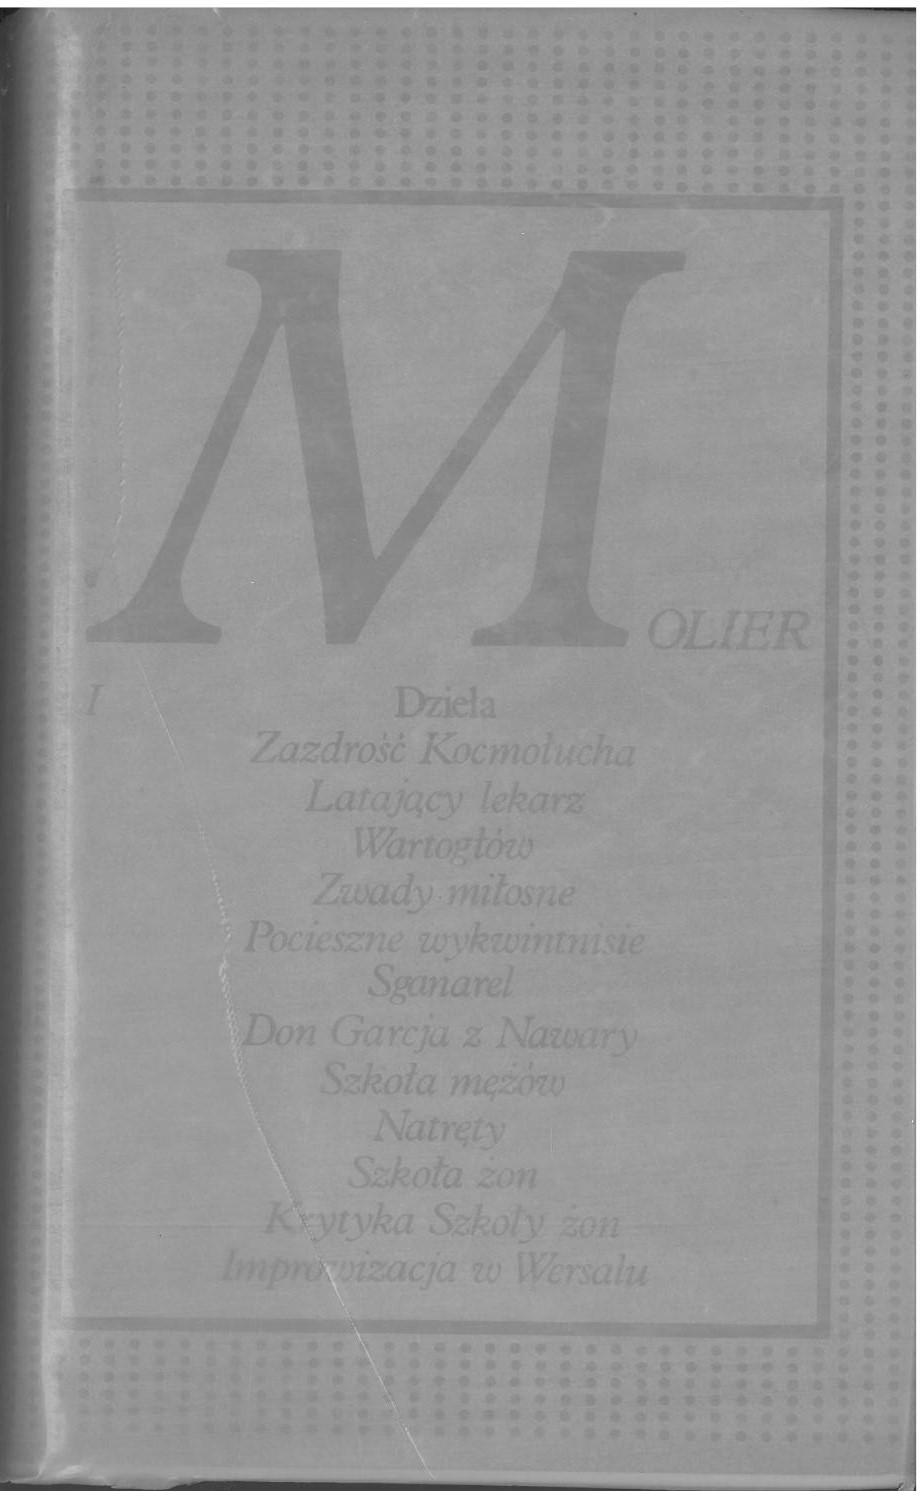 MOLIER
I
Dzieła
Zazdrość Kocmołucha
Latający lekarz
Wartogłów
Zwady miłosne
Pocieszne wykwintnisie
Sganarel
Don Garcja z Nawary
Szkoła mężów
Natręty
Szkoła żon
Krytyka Szkoły żon
Improwizacja w Wersalu